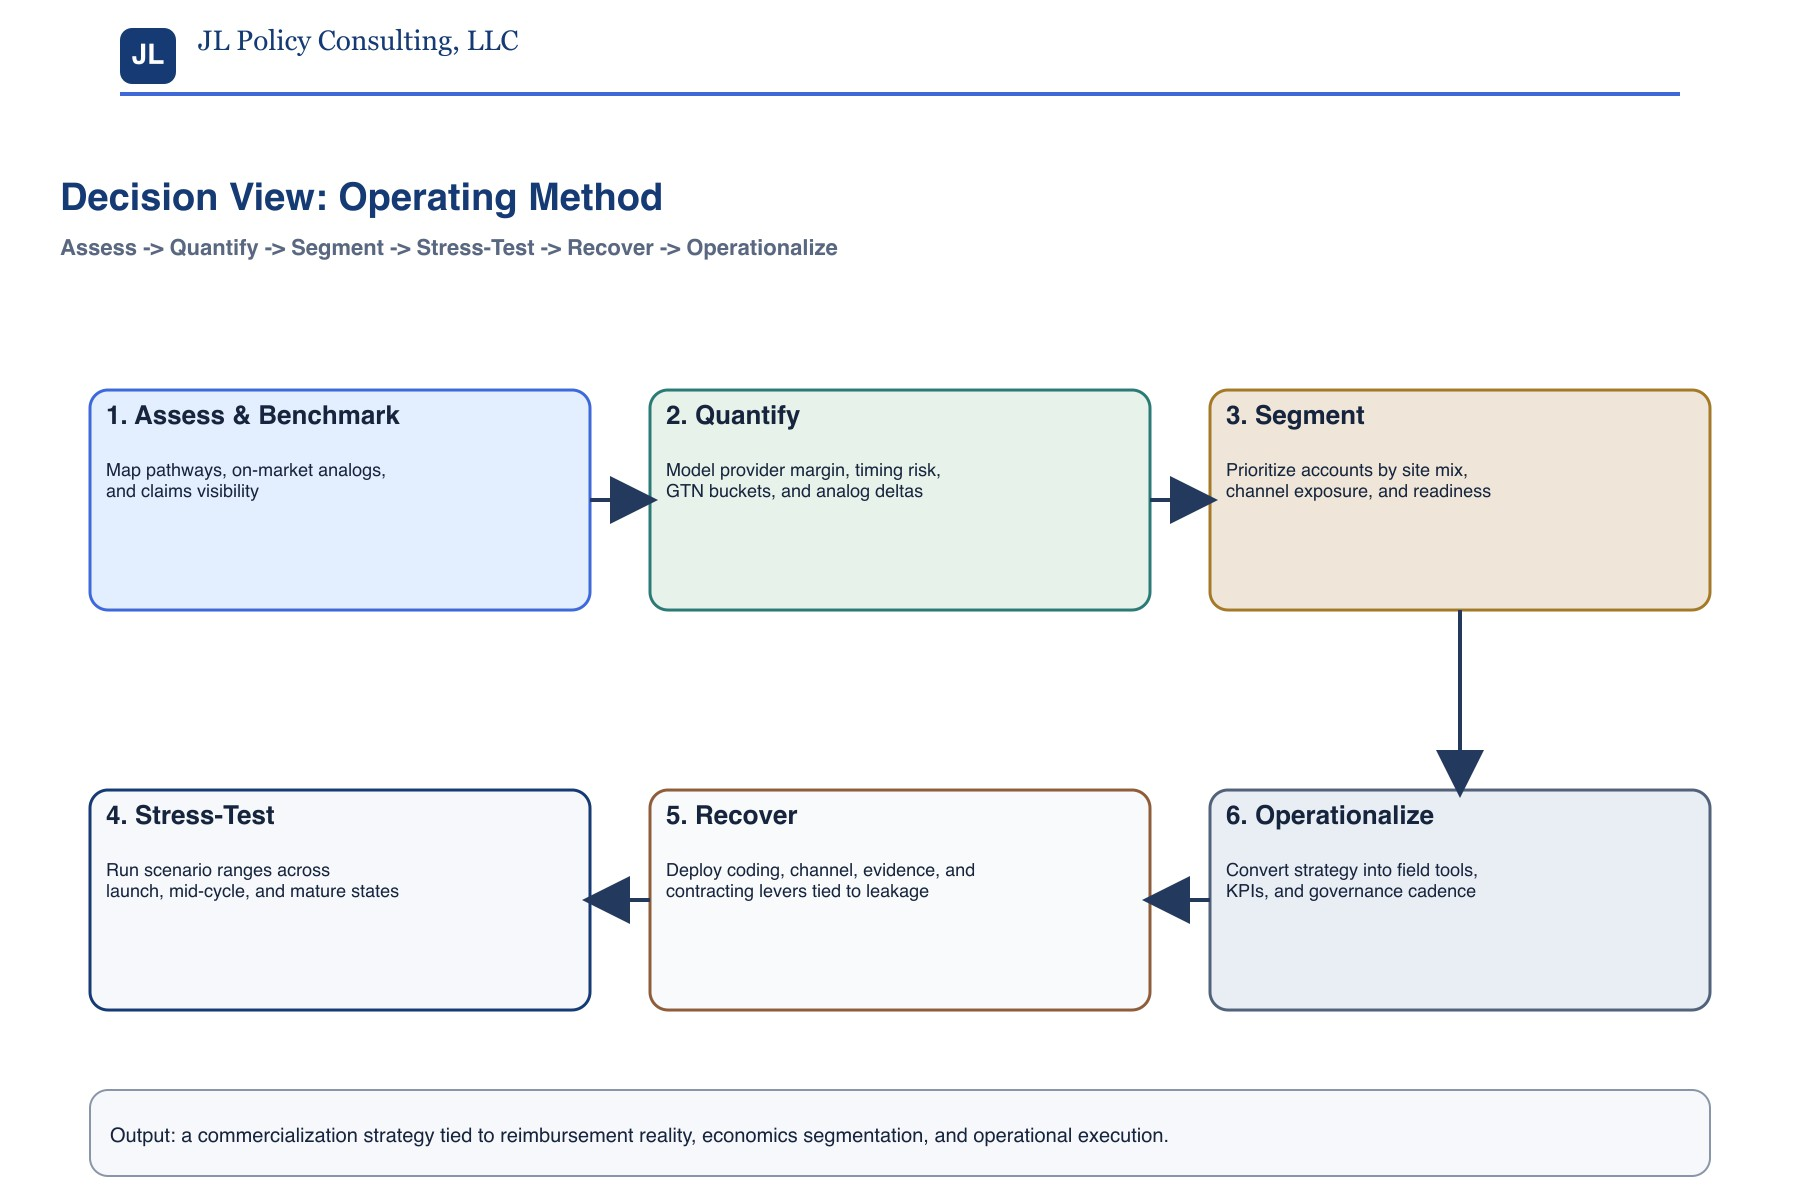 JL
JL Policy Consulting, LLC
Decision View: Operating Method
Assess -> Quantify -> Segment -> Stress-Test -> Recover -> Operationalize
1. Assess & Benchmark
Map pathways, on-market analogs,
and claims visibility
2. Quantify
Model provider margin, timing risk,
GTN buckets, and analog deltas
3. Segment
Prioritize accounts by site mix,
channel exposure, and readiness
4. Stress-Test
Run scenario ranges across
launch, mid-cycle, and mature states
5. Recover
Deploy coding, channel, evidence, and
contracting levers tied to leakage
6. Operationalize
Convert strategy into field tools,
KPIs, and governance cadence
Output: a commercialization strategy tied to reimbursement reality, economics segmentation, and operational execution.